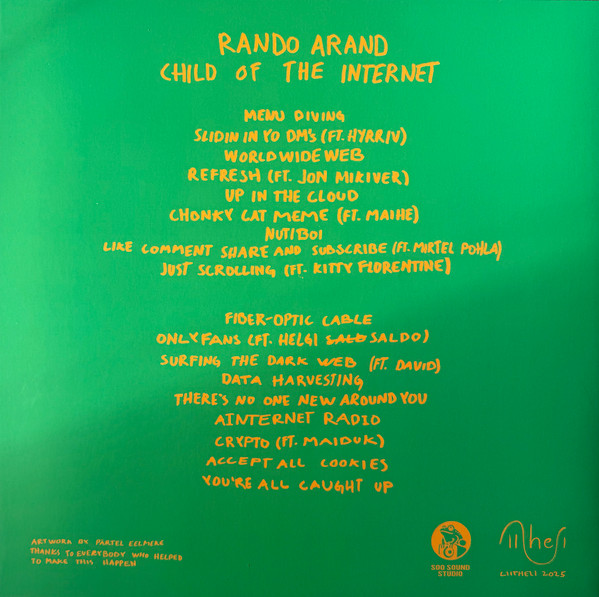 RANDO ARAND
CHILD OF THE INTERNET
MENU DIVING
SLIDIN IN YO DM'S (FT. HYRRIV)
WORLDWIDEWEB
REFRESH (FT. JON MIKIVER)
UP IN THE CLOUD
CHONKY CAT MEME (FT. MAIHE)
NUTIBOI
LIKE COMMENT SHARE AND SUBSCRIBE (FT. MIRTEL POHLA)
JUST SCROLLING (FT. KITTY FLORENTINE)
FIBER-OPTIC CABLE
ONLYFANS (FT. HELGI SALD SALDO)
SURFING THE DARK WEB (FT. DAVID)
DATA HARVESTING
THERE'S NO ONE NEW AROUND YOU
AINTERNET RADIO
CRYPTO (FT. MAIDUK)
ACCEPT ALL COOKIES
YOU'RE ALL CAUGHT UP
ARTWORK BY PÄRTEL EELMERE
THANKS TO EVERYBODY WHO HELPED
TO MAKE THIS HAPPEN
SOO SOUND
STUDIO
LIITHELI 2025